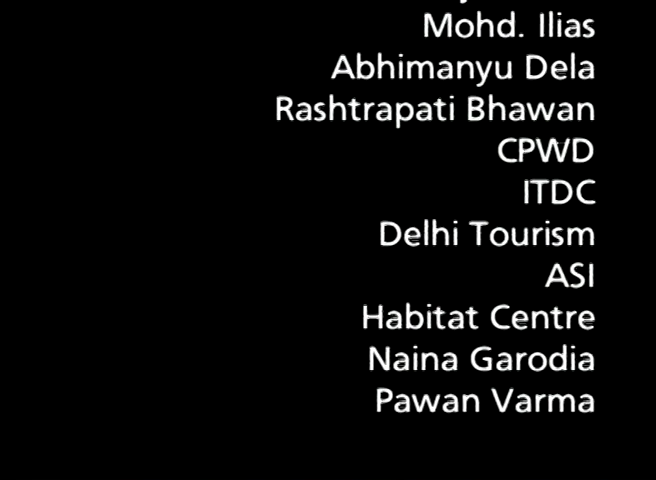 Mohd. Ilias
Abhimanyu Dela
Rashtrapati Bhawan
CPWD
ITDC
Delhi Tourism
ASI
Habitat Centre
Naina Garodia
Pawan Varma